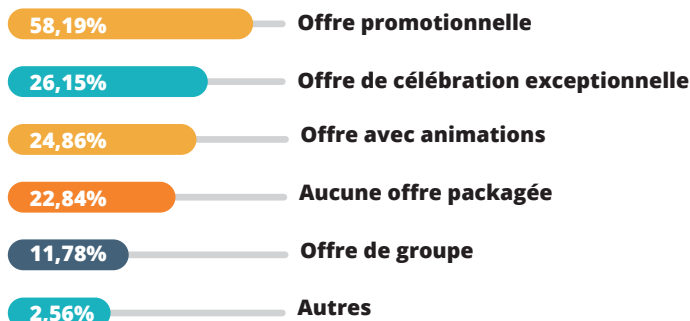 58,19% Offre promotionnelle
26,15% Offre de célébration exceptionnelle
24,86% Offre avec animations
22,84% Aucune offre packagée
11,78% Offre de groupe
2,56% Autres